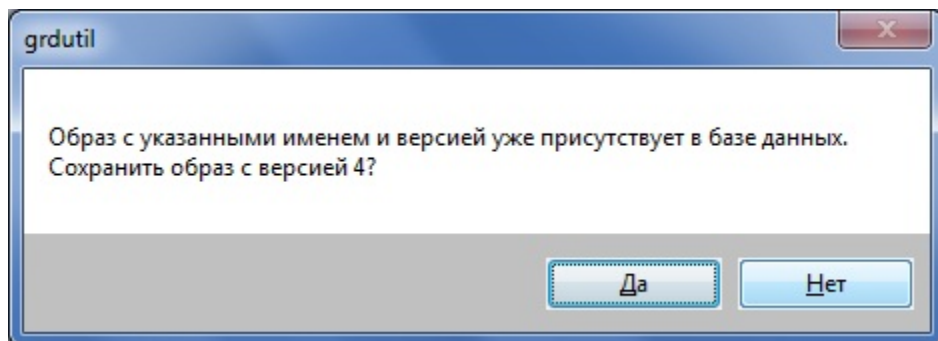 grdutil
Образ с указанными именем и версией уже присутствует в базе данных.
Сохранить образ с версией 4?
Да
Нет